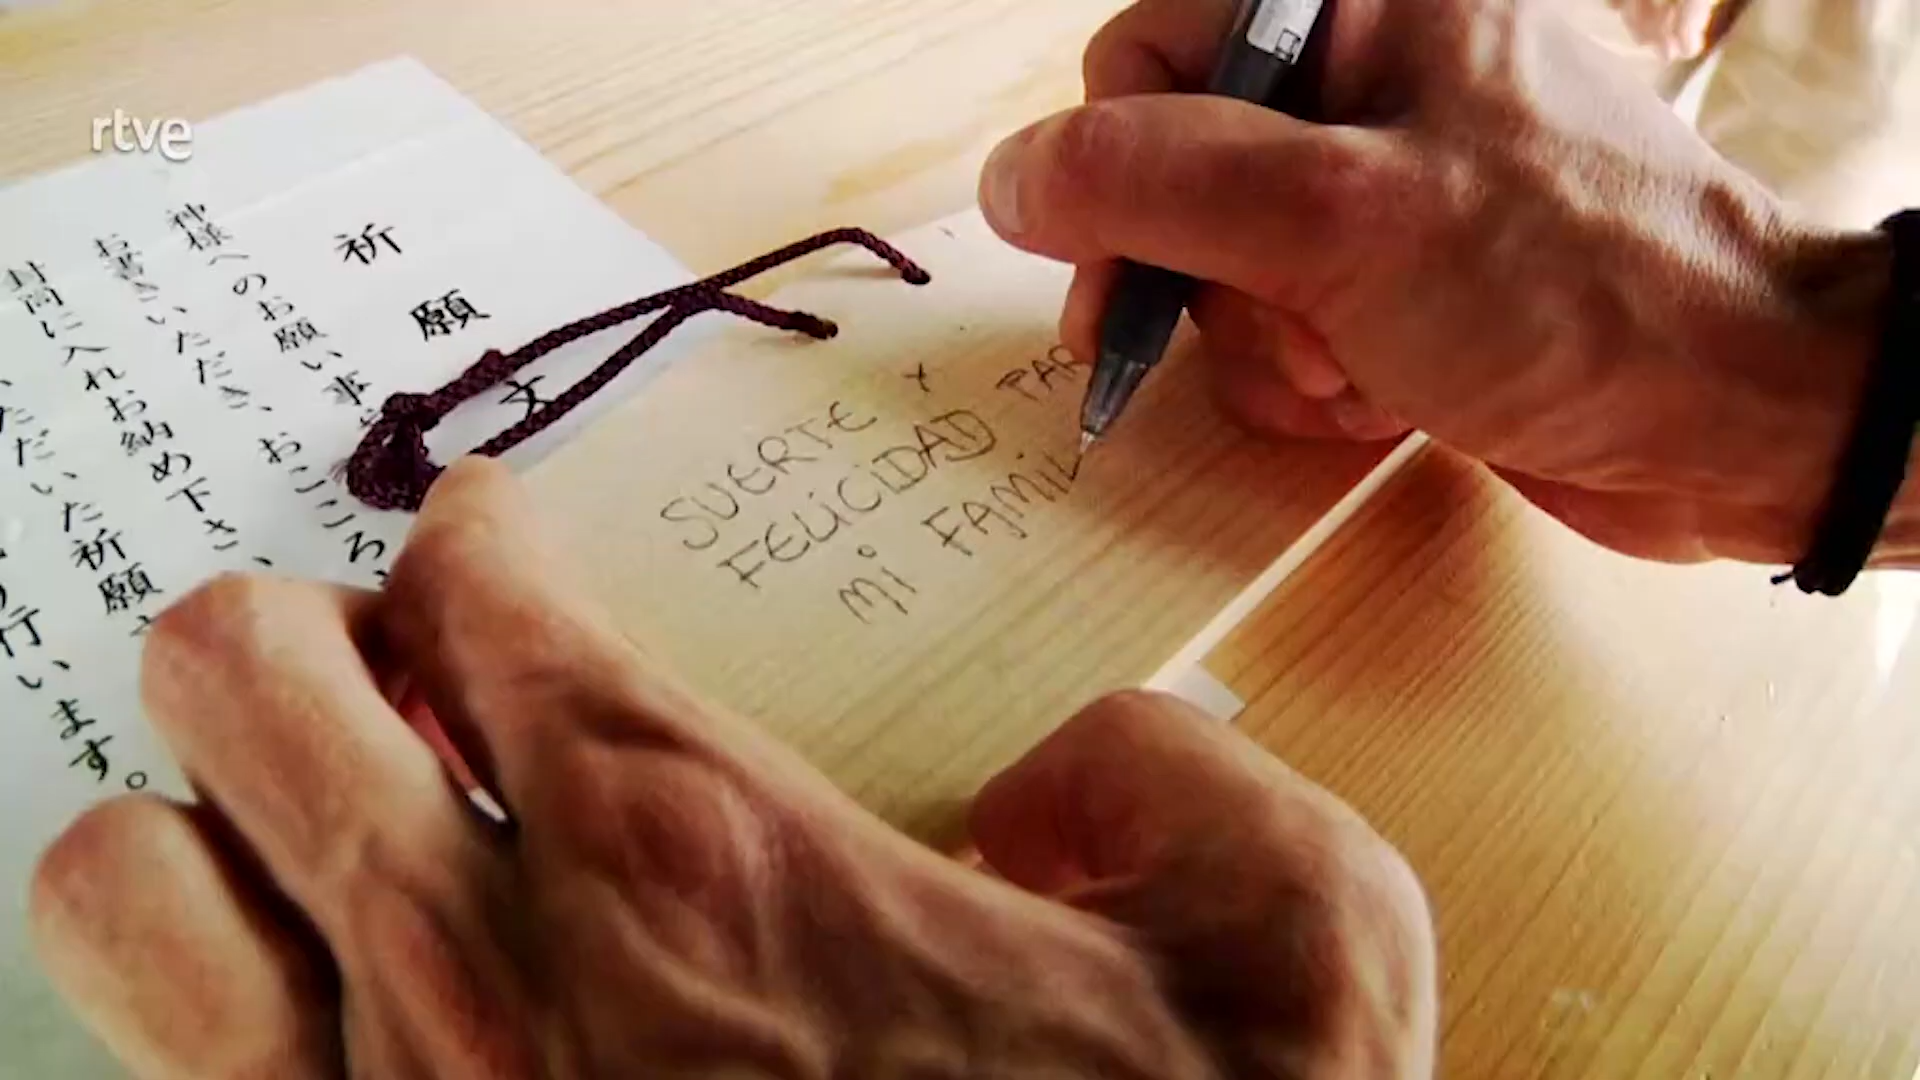 rtve
祈願文
神様へのお願い事
お書きいただき、おこころ
封筒に入れお納め下さい
いただいた祈願文
行います。
SUERTE Y
FELICIDAD PAR
MI FAMIL